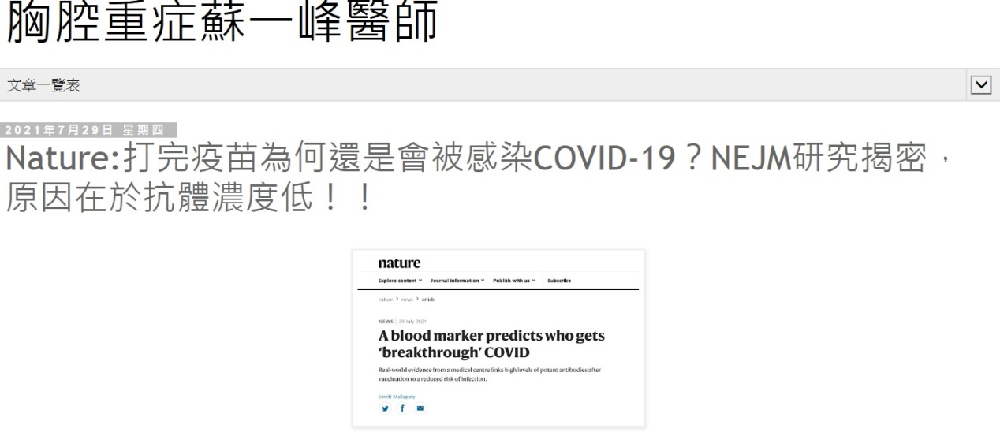 胸腔重症蘇一峰醫師
文章一覽表
2021年7月29日 星期四
Nature:打完疫苗為何還是會被感染COVID-19？NEJM研究揭密，
原因在於抗體濃度低！！
nature
Explore content Journal information Publish with us Subscribe
nature > news > article
NEWS | 29 July 2021
A blood marker predicts who gets
‘breakthrough’ COVID
Real-world evidence from a medical centre links high levels of potent antibodies after
vaccination to a reduced risk of infection.
Smriti Mallapaty